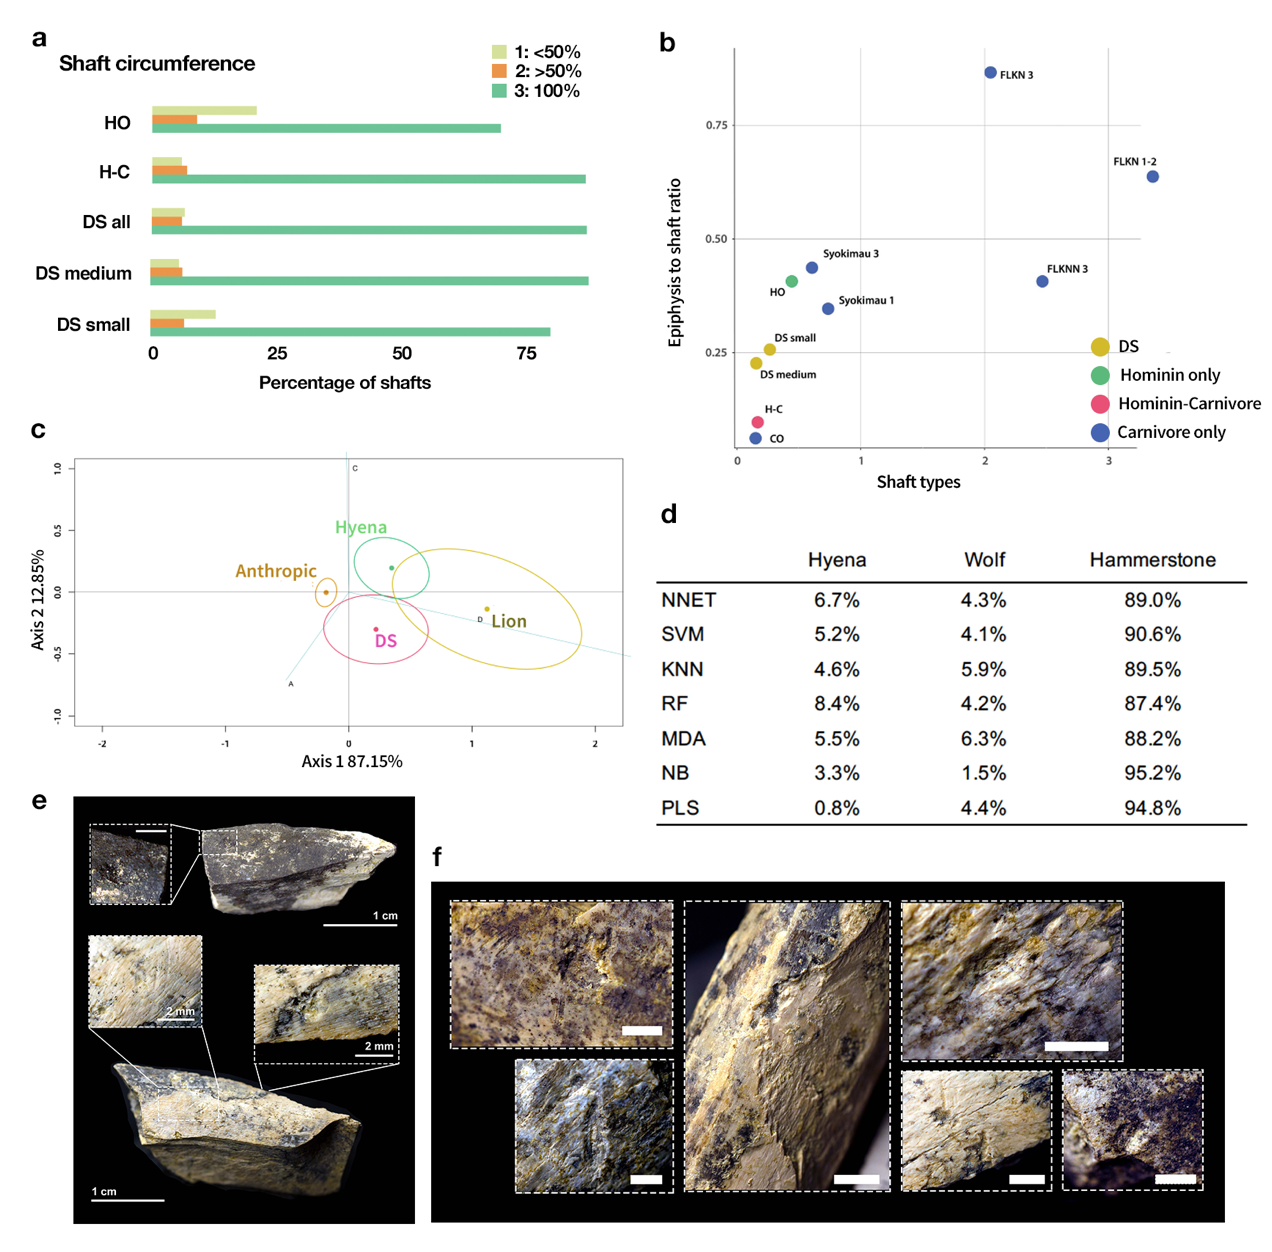 a
Shaft circumference
1: <50%
2: >50%
3: 100%
HO
H-C
DS all
DS medium
DS small
0 25 50 75
Percentage of shafts
b
Epiphysis to shaft ratio
0.75
0.50
0.25
FLKN 3
FLKN 1-2
Syokimau 3
FLKNN 3
HO
Syokimau 1
DS small
DS medium
H-C
CO
DS
Hominin only
Hominin-Carnivore
Carnivore only
0 1 2 3
Shaft types
c
Axis 2 12.85%
1.0
0.5
0.0
-0.5
-1.0
C
Hyena
Anthropic
D
Lion
DS
A
-2 -1 0 1 2
Axis 1 87.15%
d
Hyena Wolf Hammerstone
NNET 6.7% 4.3% 89.0%
SVM 5.2% 4.1% 90.6%
KNN 4.6% 5.9% 89.5%
RF 8.4% 4.2% 87.4%
MDA 5.5% 6.3% 88.2%
NB 3.3% 1.5% 95.2%
PLS 0.8% 4.4% 94.8%
e
1 cm
2 mm
2 mm
1 cm
f